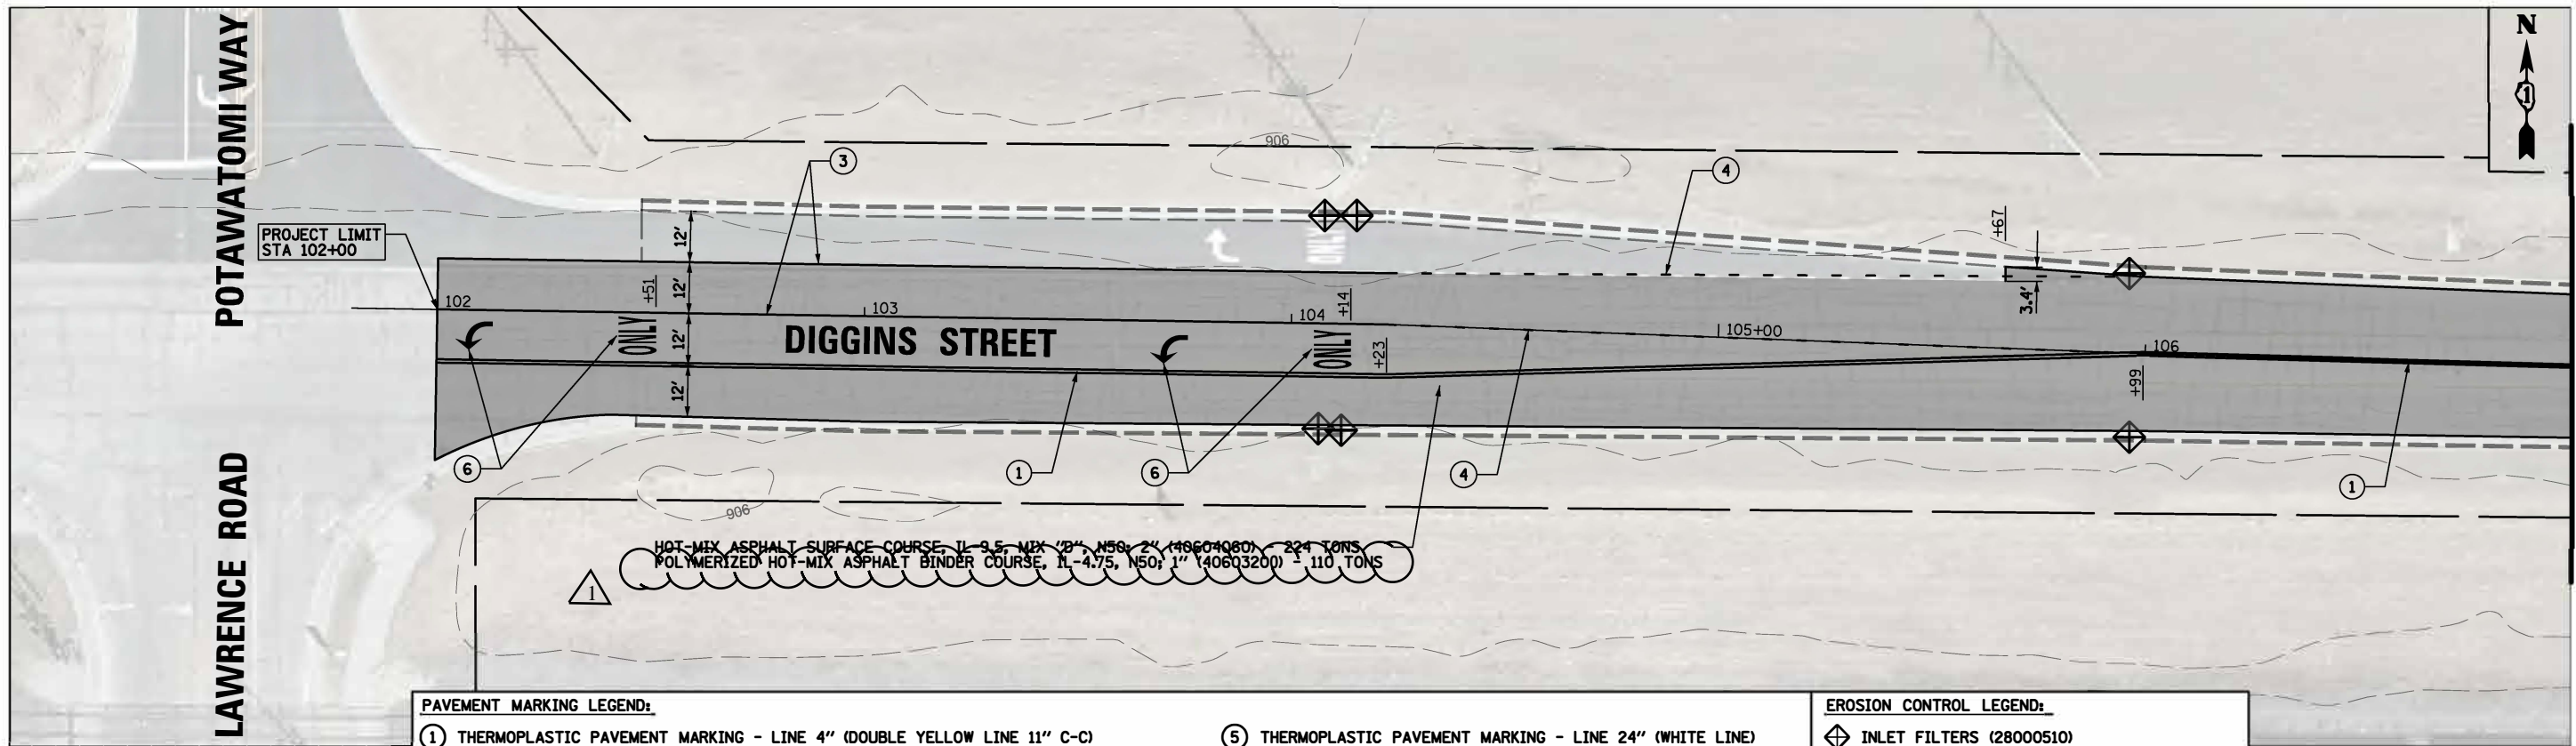 POTAWATOMI WAY
N
1
906
3
4
+67
PROJECT LIMIT
STA 102+00
12'
ONLY
102
+51
12'
103
104
+14
3.4'
105+00
106
ONLY
DIGGINS STREET
12'
ONLY
+23
+99
12'
6
1
6
4
1
LAWRENCE ROAD
906
HOT-MIX ASPHALT SURFACE COURSE, IL-9.5, MIX "D", N50; 2" (40604060) - 224 TONS
POLYMERIZED HOT-MIX ASPHALT BINDER COURSE, IL-4.75, N50; 1" (40603200) - 110 TONS
1
PAVEMENT MARKING LEGEND:
1 THERMOPLASTIC PAVEMENT MARKING - LINE 4" (DOUBLE YELLOW LINE 11" C-C)
5 THERMOPLASTIC PAVEMENT MARKING - LINE 24" (WHITE LINE)
EROSION CONTROL LEGEND:
INLET FILTERS (28000510)